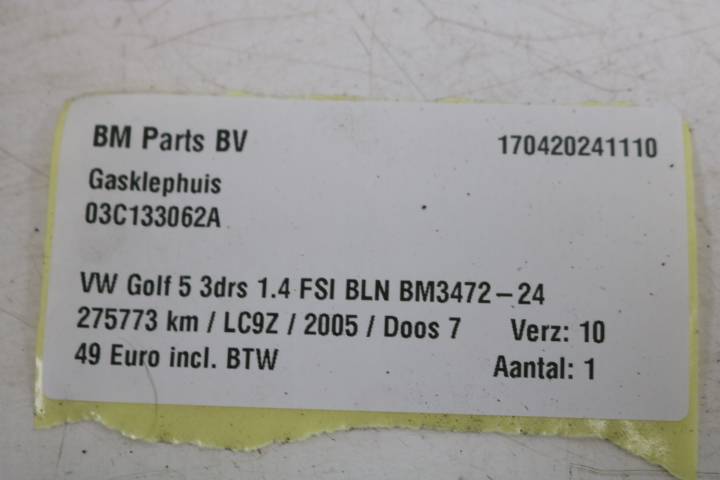 BM Parts BV 170420241110
Gasklephuis
03C133062A
VW Golf 5 3drs 1.4 FSI BLN BM3472-24
275773 km / LC9Z / 2005 / Doos 7 Verz: 10
49 Euro incl. BTW Aantal: 1